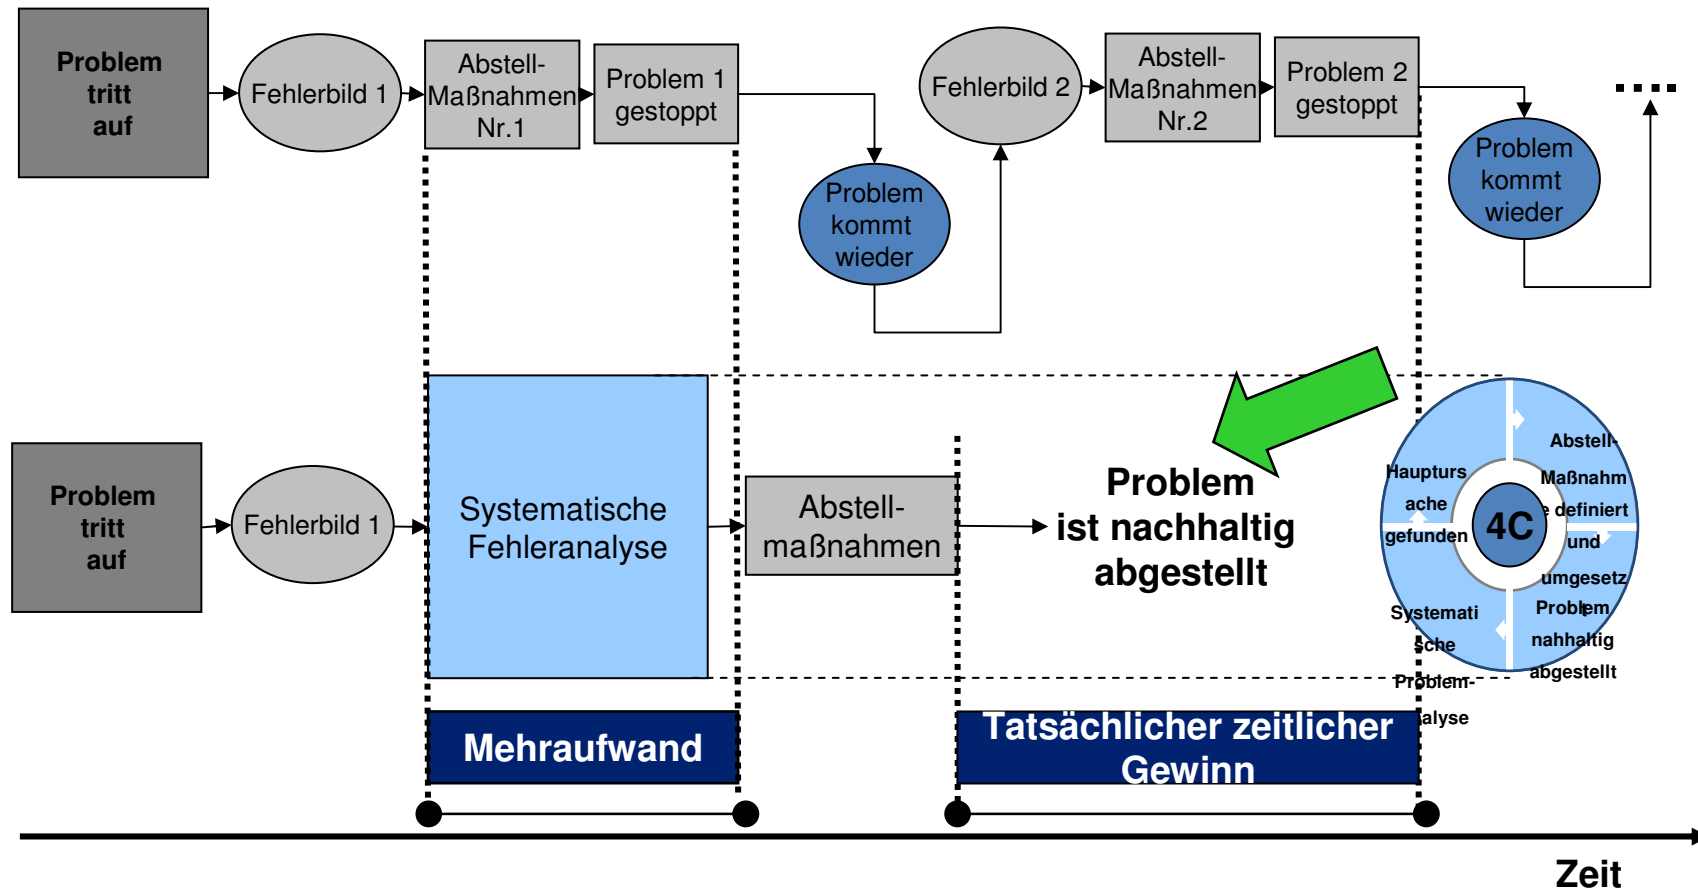 Problem
tritt
auf
Fehlerbild 1
Abstell-
Maßnahmen
Nr.1
Problem 1
gestoppt
Problem
kommt
wieder
Fehlerbild 2
Abstell-
Maßnahmen
Nr.2
Problem 2
gestoppt
Problem
kommt
wieder
Problem
tritt
auf
Fehlerbild 1
Systematische
Fehleranalyse
Abstell-
maßnahmen
Problem
ist nachhaltig
abgestellt
Haupturs
ache
gefunden
4C
Abstell-
Maßnahm
e definiert
und
umgesetz
t
Systemati
sche
Problem-
alyse
Problem
nahhaltig
abgestellt
Mehraufwand
Tatsächlicher zeitlicher
Gewinn
Zeit